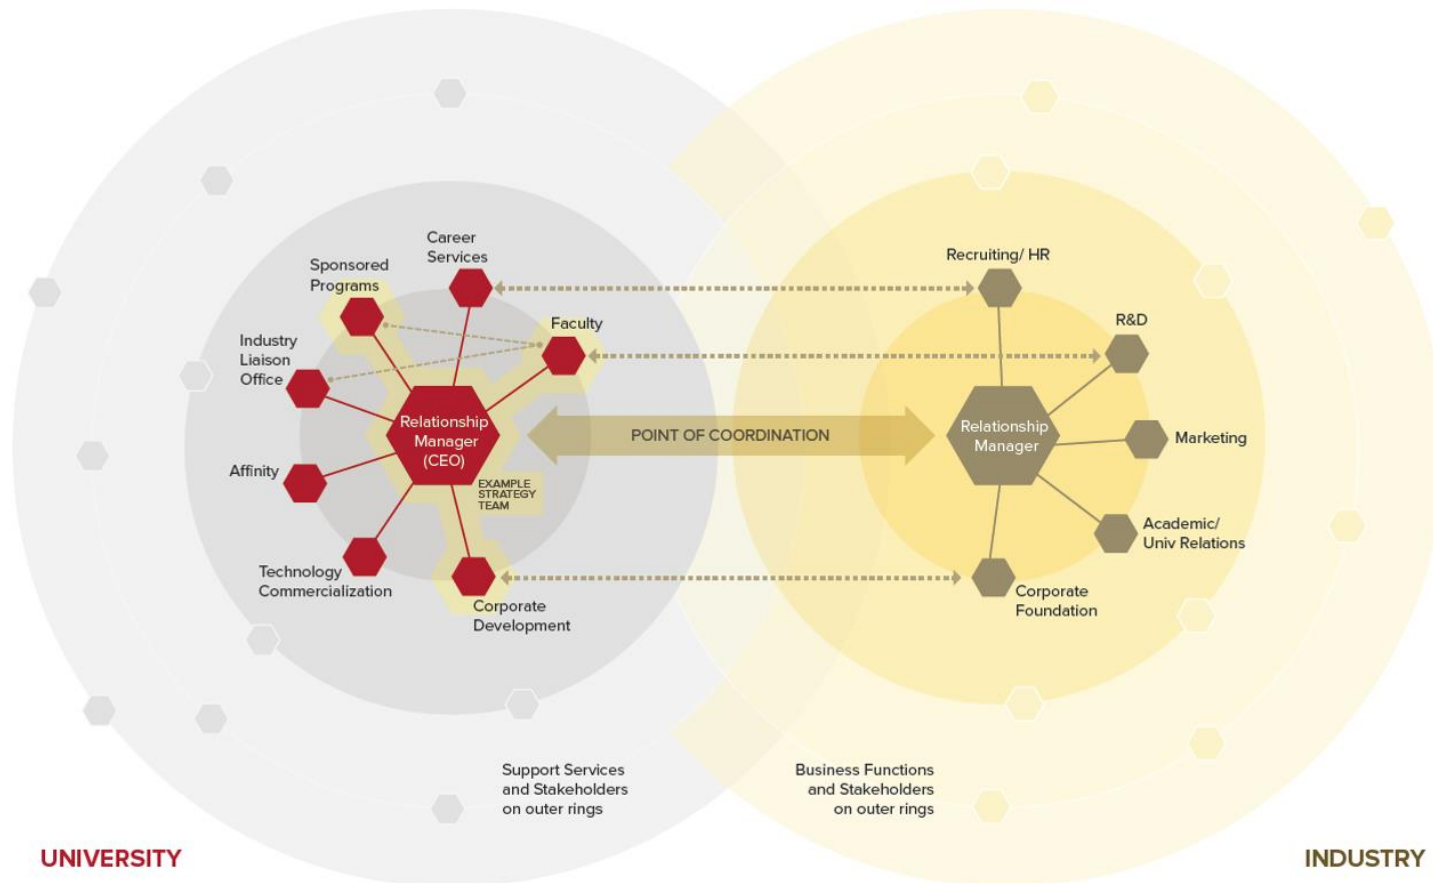 Career
Services
Sponsored
Programs
Recruiting/ HR
Faculty
R&D
Industry
Liaison
Office
Relationship
Manager
(CEO)
POINT OF COORDINATION
Relationship
Manager
Marketing
Affinity
EXAMPLE
STRATEGY
TEAM
Academic/
Univ Relations
Technology
Commercialization
Corporate
Development
Corporate
Foundation
Support Services
and Stakeholders
on outer rings
Business Functions
and Stakeholders
on outer rings
UNIVERSITY
INDUSTRY